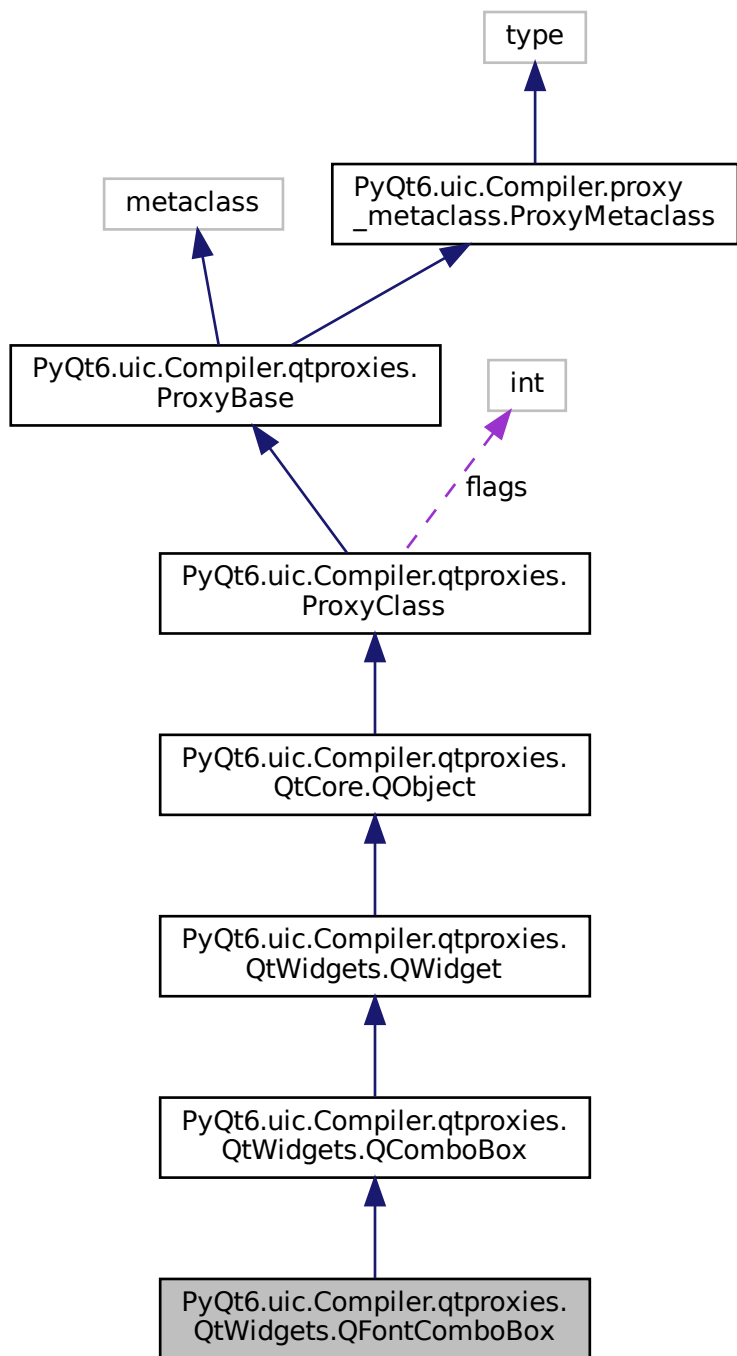 type
PyQt6.uic.Compiler.proxy
_metaclass.ProxyMetaclass
metaclass
PyQt6.uic.Compiler.qtproxies.
ProxyBase
int
flags
PyQt6.uic.Compiler.qtproxies.
ProxyClass
PyQt6.uic.Compiler.qtproxies.
QtCore.QObject
PyQt6.uic.Compiler.qtproxies.
QtWidgets.QWidget
PyQt6.uic.Compiler.qtproxies.
QtWidgets.QComboBox
PyQt6.uic.Compiler.qtproxies.
QtWidgets.QFontComboBox